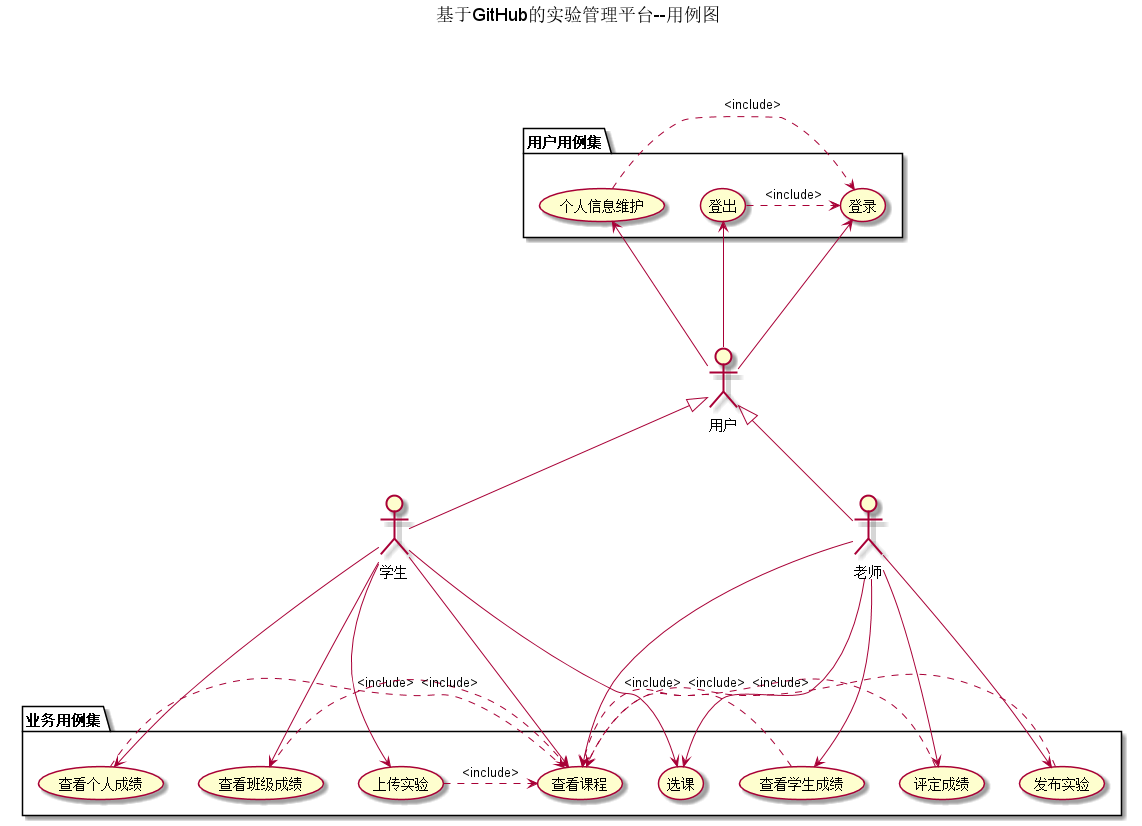 基于GitHub的实验管理平台--用例图
<include>
用户用例集
<include>
个人信息维护
登出
登录
用户
学生
老师
<include>
<include>
<include>
<include>
<include>
业务用例集
<include>
查看个人成绩
查看班级成绩
上传实验
查看课程
选课
查看学生成绩
评定成绩
发布实验